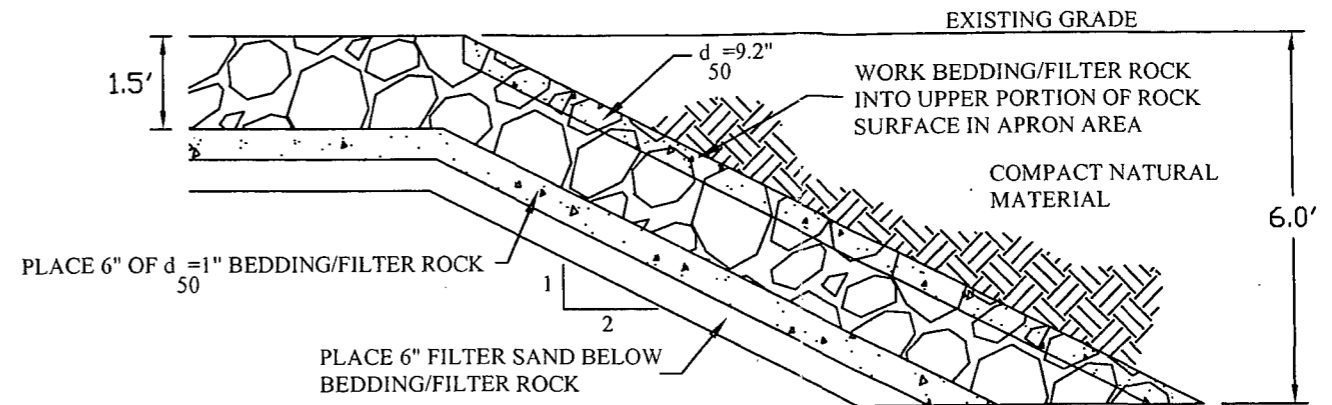 EXISTING GRADE
1.5'
d =9.2"
50
WORK BEDDING/FILTER ROCK
INTO UPPER PORTION OF ROCK
SURFACE IN APRON AREA
COMPACT NATURAL
MATERIAL
6.0'
PLACE 6" OF d =1" BEDDING/FILTER ROCK
50
1
2
PLACE 6" FILTER SAND BELOW
BEDDING/FILTER ROCK